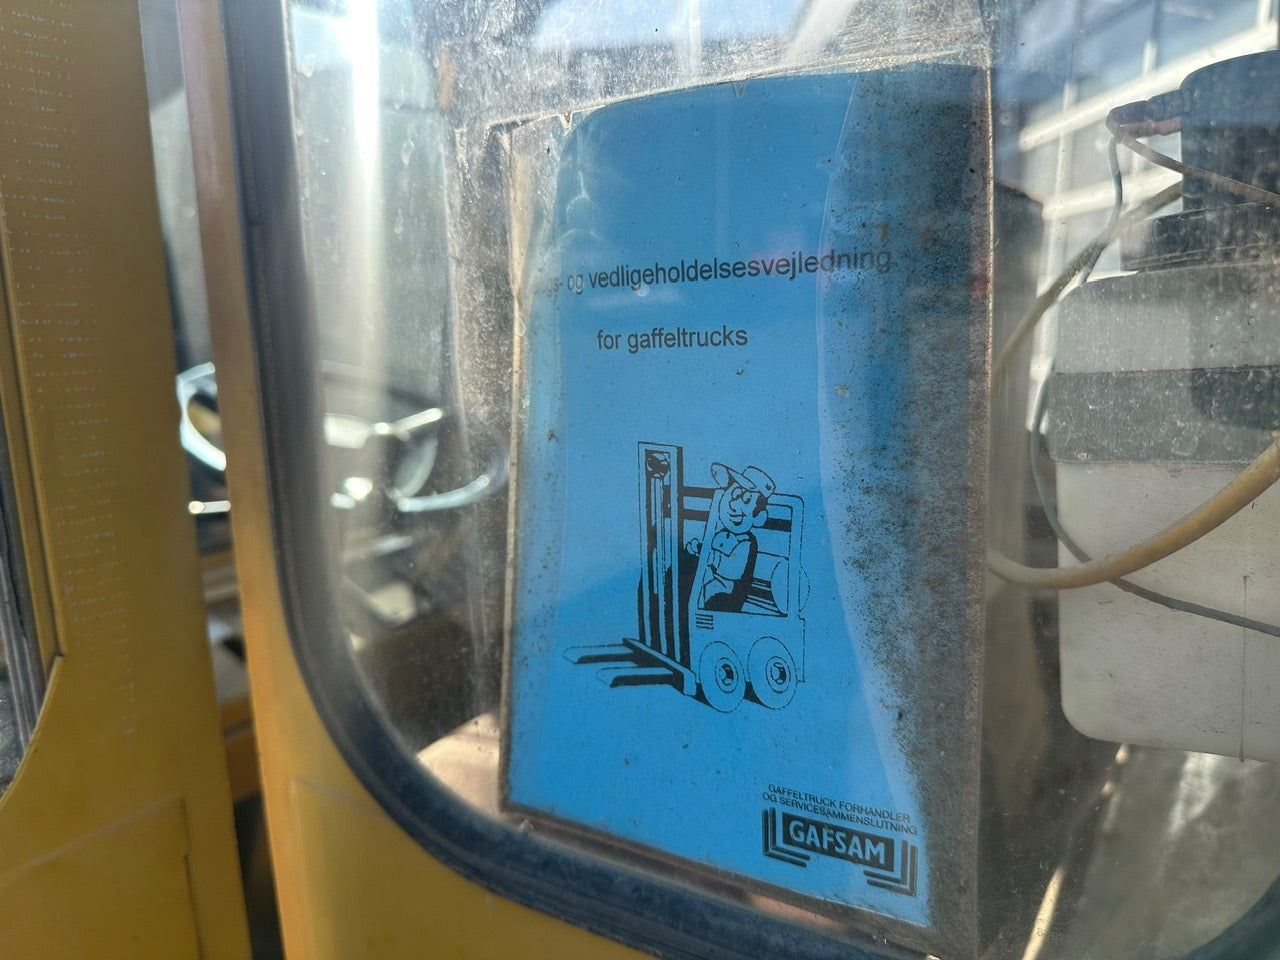 og vedligeholdelsesvejledning
for gaffeltrucks
GAFFELTRUCK FORHANDLER
OG SERVICESAMMENSLUTNING
GAFSAM